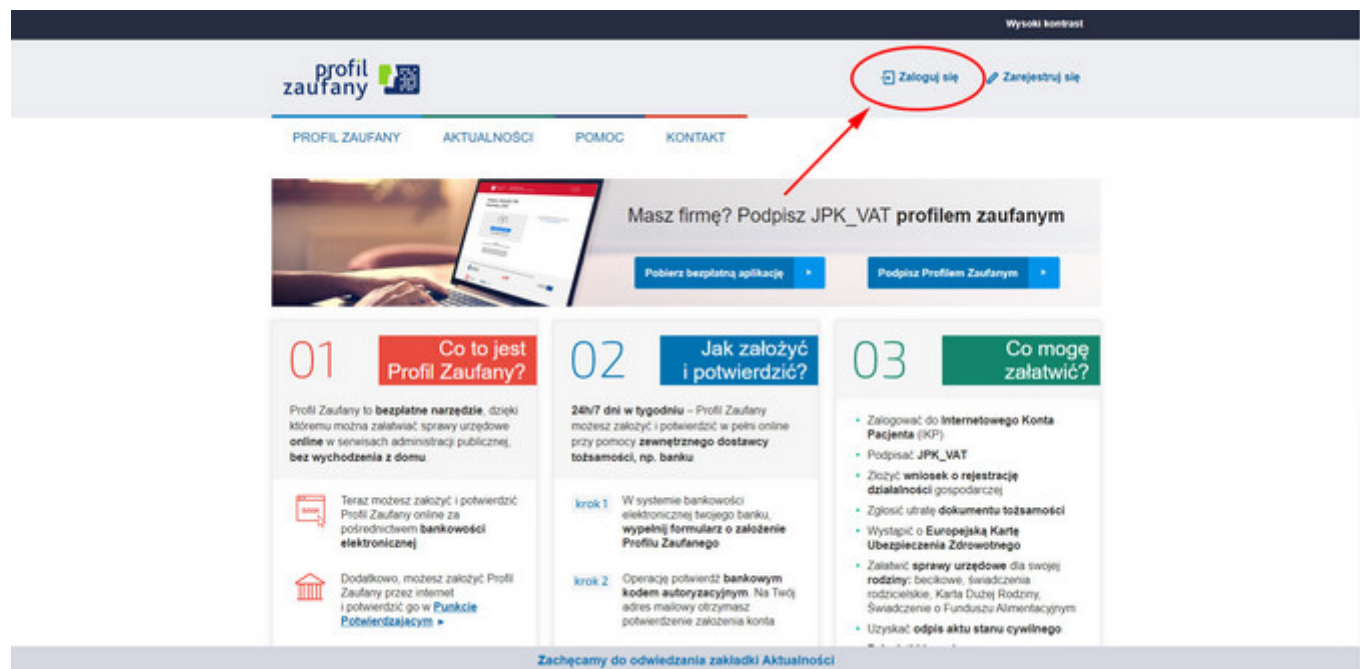 Wysoki kontrast
profil
zaufany
Zaloguj się
Zarejestruj się
PROFIL ZAUFANY AKTUALNOŚCI POMOC KONTAKT
Masz firmę? Podpisz JPK_VAT profilem zaufanym
Pobierz bezpłatną aplikację
Podpisz Profilem Zaufanym
01
Co to jest
Profil Zaufany?
Profil Zaufany to bezpłatne narzędzie, dzięki
któremu można załatwiać sprawy urzędowe
online w serwisach administracji publicznej,
bez wychodzenia z domu.
BANK
Teraz możesz założyć i potwierdzić
Profil Zaufany online za
pośrednictwem bankowości
elektronicznej
Dodatkowo, możesz założyć Profil
Zaufany przez internet
i potwierdzić go w Punkcie
Potwierdzającym ▸
02
Jak założyć
i potwierdzić?
24h/7 dni w tygodniu – Profil Zaufany
możesz założyć i potwierdzić w pełni online
przy pomocy zewnętrznego dostawcy
tożsamości, np. banku
krok 1
W systemie bankowości
elektronicznej twojego banku,
wypełnij formularz o założenie
Profilu Zaufanego
krok 2
Operację potwierdź bankowym
kodem autoryzacyjnym. Na Twój
adres mailowy otrzymasz
potwierdzenie założenia konta
03
Co mogę
załatwić?
• Zalogować do Internetowego Konta
Pacjenta (IKP)
• Podpisać JPK_VAT
• Złożyć wniosek o rejestrację
działalności gospodarczej
• Zgłosić utratę dokumentu tożsamości
• Wystąpić o Europejską Kartę
Ubezpieczenia Zdrowotnego
• Załatwić sprawy urzędowe dla swojej
rodziny: becikowe, świadczenia
rodzicielskie, Karta Dużej Rodziny,
Świadczenie o Funduszu Alimentacyjnym
• Uzyskać odpis aktu stanu cywilnego
Zachęcamy do odwiedzania zakładki Aktualności